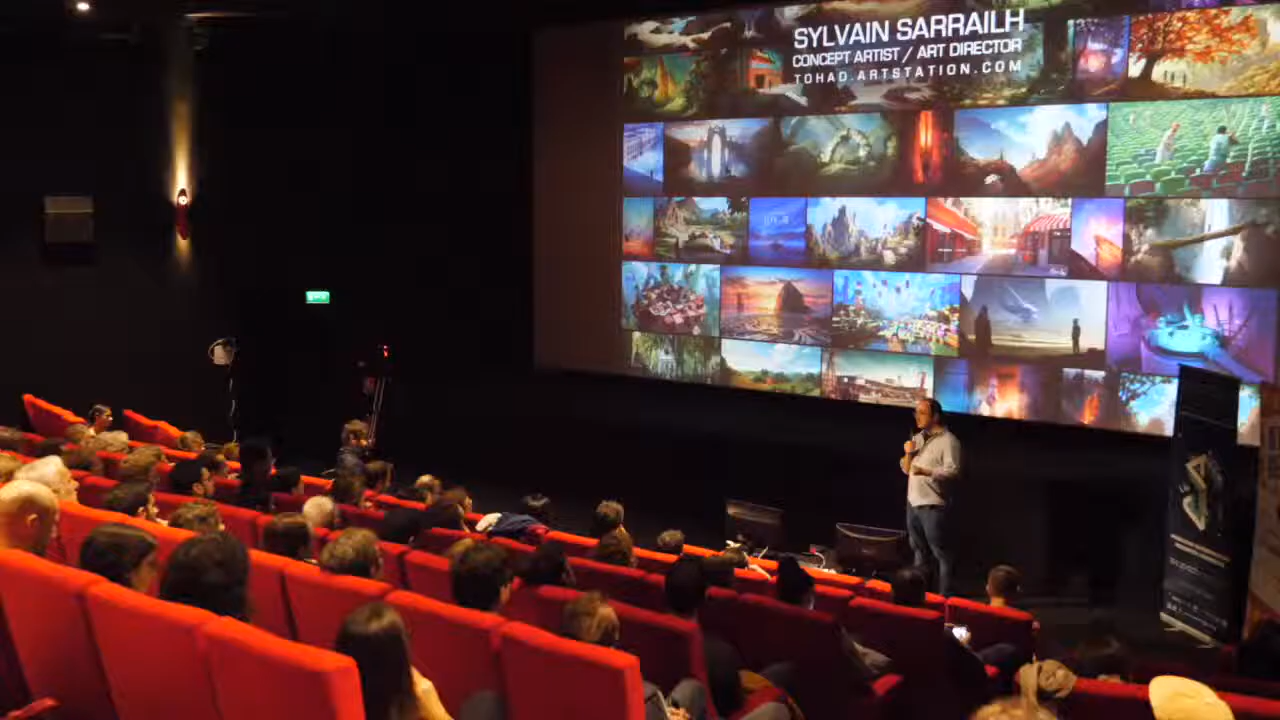 SYLVAIN SARRAILH
CONCEPT ARTIST / ART DIRECTOR
TOHAD.ARTSTATION.COM